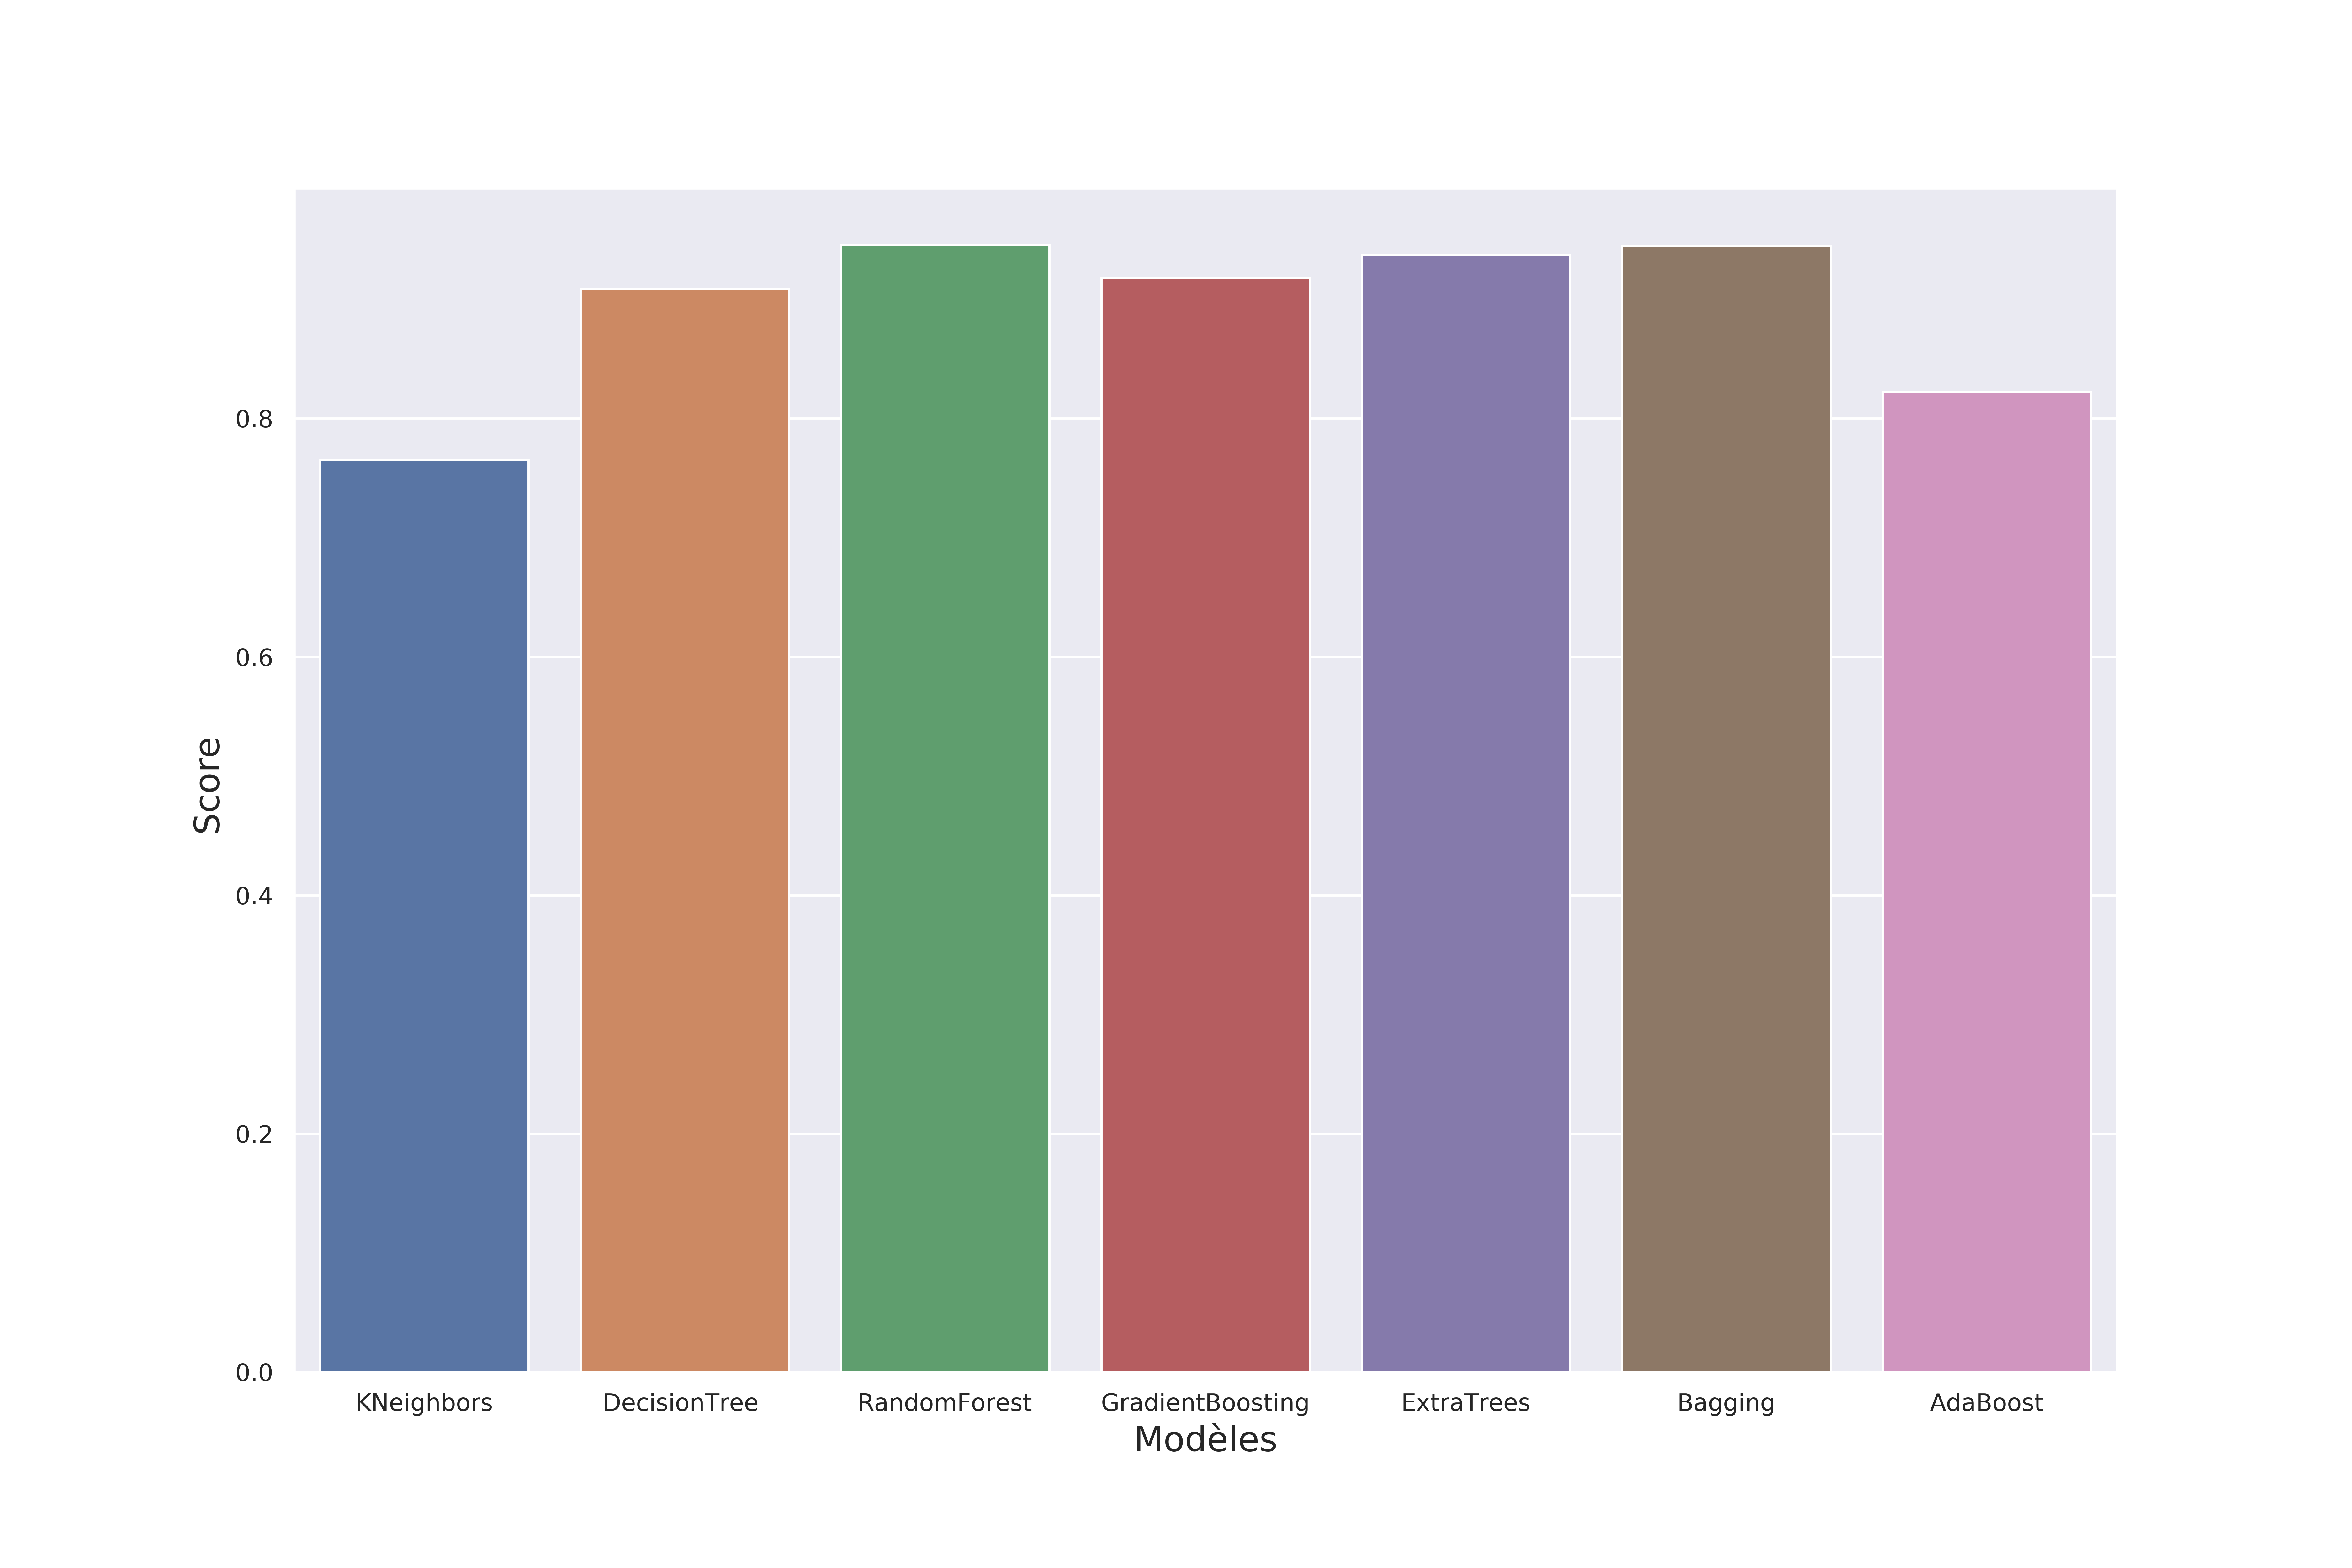 Score
0.8
0.6
0.4
0.2
0.0
KNeighbors DecisionTree RandomForest GradientBoosting ExtraTrees Bagging AdaBoost
Modèles